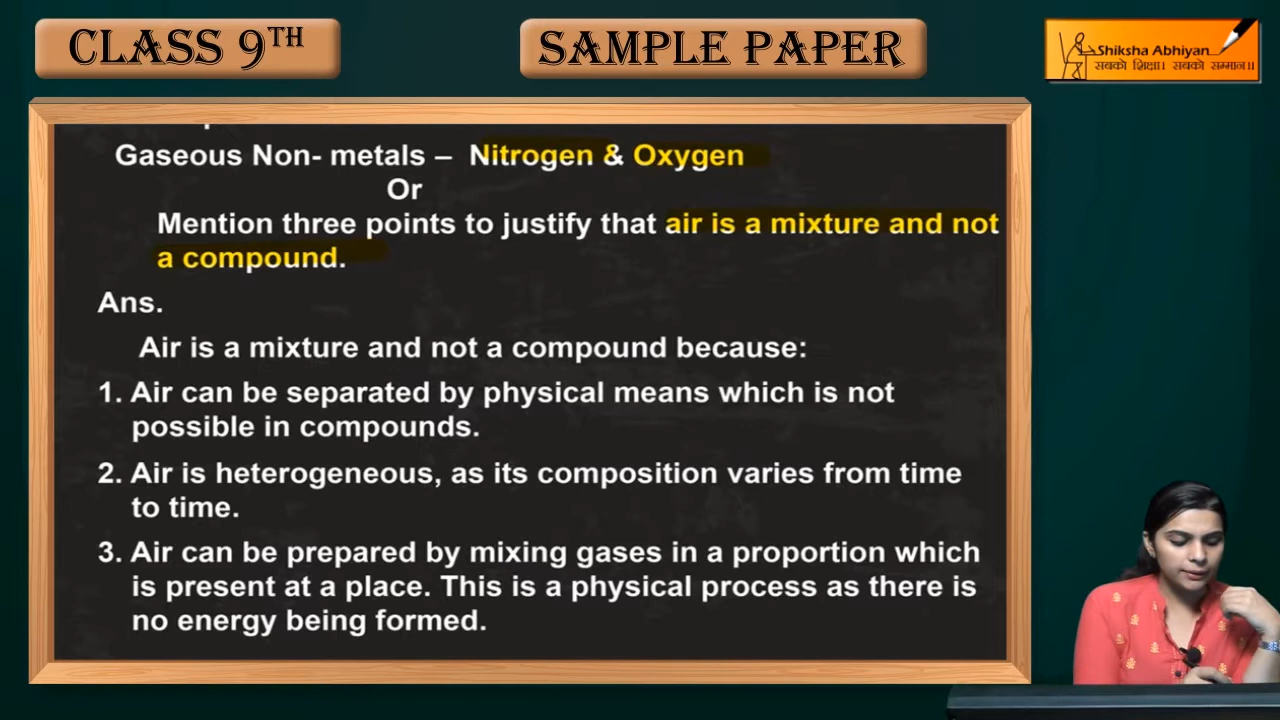 CLASS 9TH
SAMPLE PAPER
Shiksha Abhiyan
सबको शिक्षा। सबको सम्मान।।
Gaseous Non- metals – Nitrogen & Oxygen
Or
Mention three points to justify that air is a mixture and not
a compound.
Ans.
Air is a mixture and not a compound because:
1. Air can be separated by physical means which is not
possible in compounds.
2. Air is heterogeneous, as its composition varies from time
to time.
3. Air can be prepared by mixing gases in a proportion which
is present at a place. This is a physical process as there is
no energy being formed.